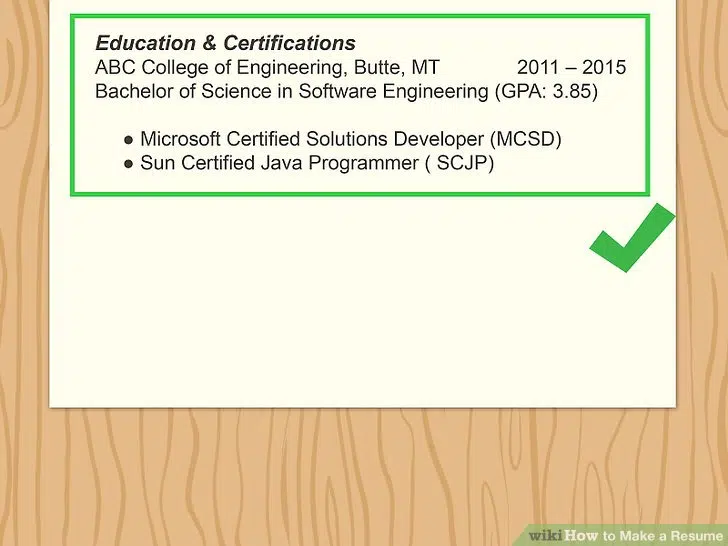 Education & Certifications
ABC College of Engineering, Butte, MT 2011 – 2015
Bachelor of Science in Software Engineering (GPA: 3.85)
● Microsoft Certified Solutions Developer (MCSD)
● Sun Certified Java Programmer ( SCJP)
wikiHow to Make a Resume